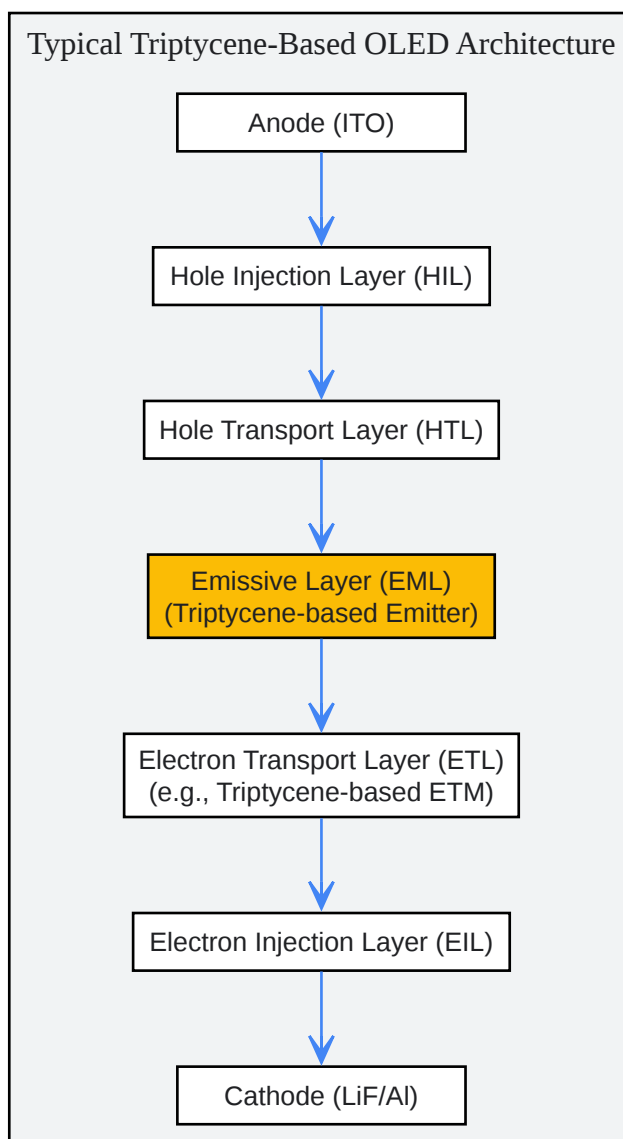 Typical Triptycene-Based OLED Architecture
Anode (ITO)
Hole Injection Layer (HIL)
Hole Transport Layer (HTL)
Emissive Layer (EML)
(Triptycene-based Emitter)
Electron Transport Layer (ETL)
(e.g., Triptycene-based ETM)
Electron Injection Layer (EIL)
Cathode (LiF/Al)